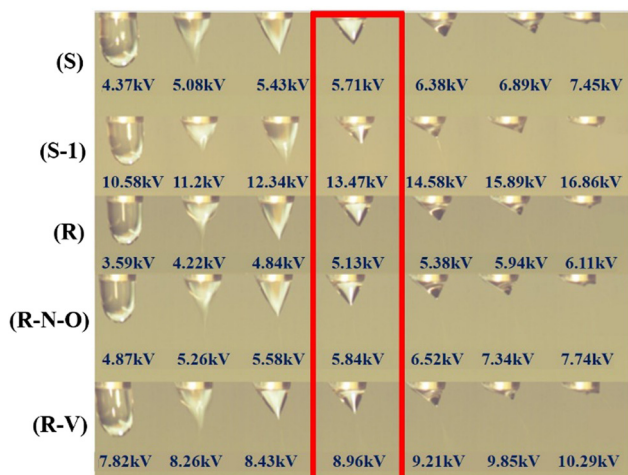 (S)
4.37kV 5.08kV 5.43kV 5.71kV 6.38kV 6.89kV 7.45kV
(S-1)
10.58kV 11.2kV 12.34kV 13.47kV 14.58kV 15.89kV 16.86kV
(R)
3.59kV 4.22kV 4.84kV 5.13kV 5.38kV 5.94kV 6.11kV
(R-N-O)
4.87kV 5.26kV 5.58kV 5.84kV 6.52kV 7.34kV 7.74kV
(R-V)
7.82kV 8.26kV 8.43kV 8.96kV 9.21kV 9.85kV 10.29kV